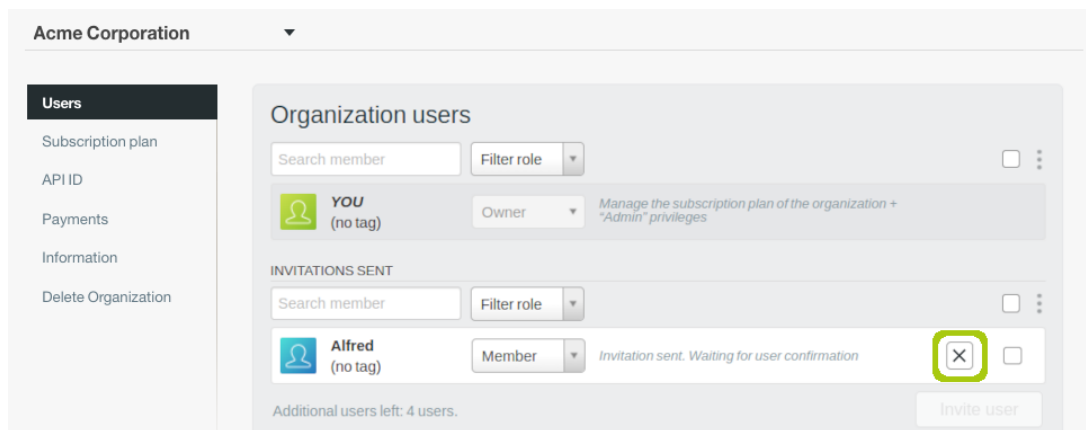 Acme Corporation
Users
Subscription plan
API ID
Payments
Information
Delete Organization
Organization users
Search member
Filter role
YOU
(no tag)
Owner
Manage the subscription plan of the organization +
“Admin” privileges
INVITATIONS SENT
Search member
Filter role
Alfred
(no tag)
Member
Invitation sent. Waiting for user confirmation
Additional users left: 4 users.
Invite user